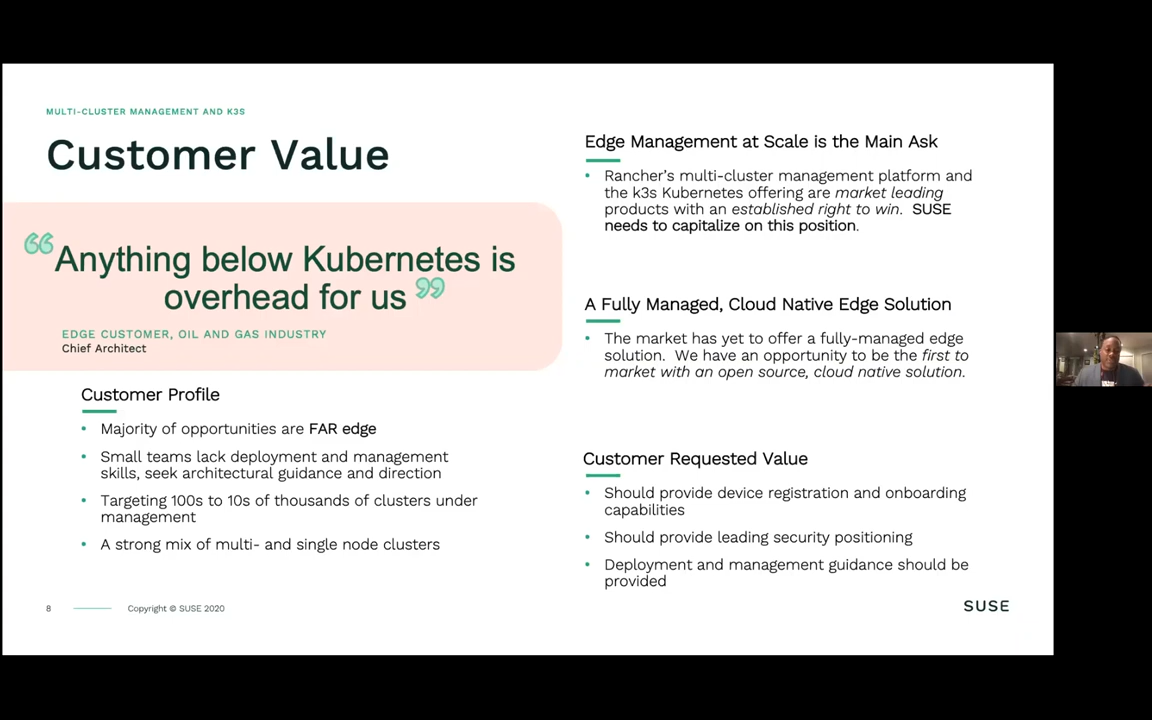 MULTI-CLUSTER MANAGEMENT AND K3S
Customer Value
“Anything below Kubernetes is
overhead for us”
EDGE CUSTOMER, OIL AND GAS INDUSTRY
Chief Architect
Customer Profile
• Majority of opportunities are FAR edge
• Small teams lack deployment and management
skills, seek architectural guidance and direction
• Targeting 100s to 10s of thousands of clusters under
management
• A strong mix of multi- and single node clusters
Edge Management at Scale is the Main Ask
• Rancher’s multi-cluster management platform and
the k3s Kubernetes offering are market leading
products with an established right to win. SUSE
needs to capitalize on this position.
A Fully Managed, Cloud Native Edge Solution
• The market has yet to offer a fully-managed edge
solution. We have an opportunity to be the first to
market with an open source, cloud native solution.
Customer Requested Value
• Should provide device registration and onboarding
capabilities
• Should provide leading security positioning
• Deployment and management guidance should be
provided
8 Copyright © SUSE 2020
SUSE